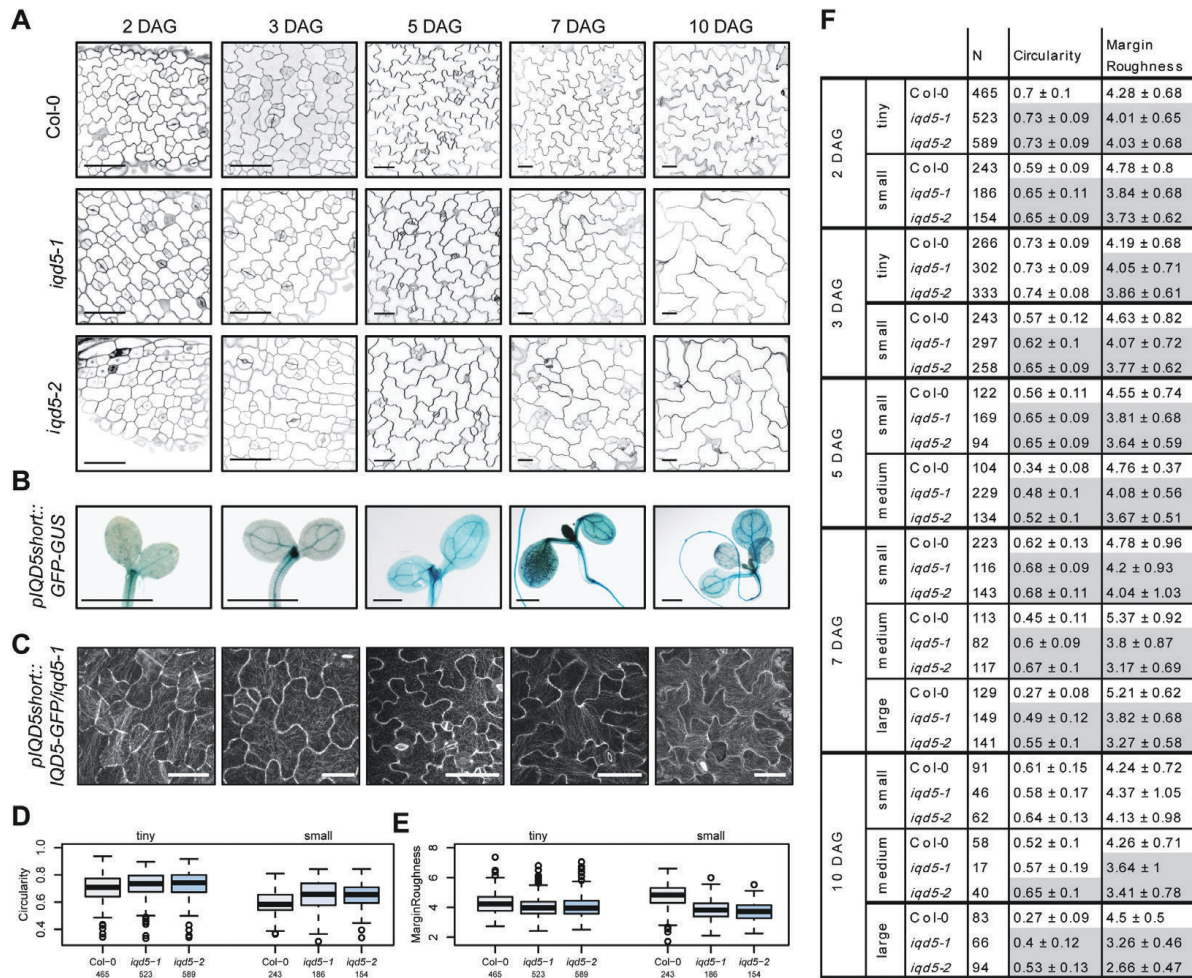 A
2 DAG 3 DAG 5 DAG 7 DAG 10 DAG
Col-0
iqd5-1
iqd5-2
B
pIQD5short::
GFP-GUS
C
pIQD5short::
IQD5-GFP/iqd5-1
D
tiny small
Circularity
1.0
0.8
0.6
0.4
Col-0 iqd5-1 iqd5-2 Col-0 iqd5-1 iqd5-2
465 523 589 243 186 154
E
tiny small
MarginRoughness
8
6
4
2
Col-0 iqd5-1 iqd5-2 Col-0 iqd5-1 iqd5-2
465 523 589 243 186 154
F
N Circularity Margin
Roughness
2 DAG
tiny
Col-0 465 0.7 ± 0.1 4.28 ± 0.68
iqd5-1 523 0.73 ± 0.09 4.01 ± 0.65
iqd5-2 589 0.73 ± 0.09 4.03 ± 0.68
small
Col-0 243 0.59 ± 0.09 4.78 ± 0.8
iqd5-1 186 0.65 ± 0.11 3.84 ± 0.68
iqd5-2 154 0.65 ± 0.09 3.73 ± 0.62
3 DAG
tiny
Col-0 266 0.73 ± 0.09 4.19 ± 0.68
iqd5-1 302 0.73 ± 0.09 4.05 ± 0.71
iqd5-2 333 0.74 ± 0.08 3.86 ± 0.61
small
Col-0 243 0.57 ± 0.12 4.63 ± 0.82
iqd5-1 297 0.62 ± 0.1 4.07 ± 0.72
iqd5-2 258 0.65 ± 0.09 3.77 ± 0.62
5 DAG
small
Col-0 122 0.56 ± 0.11 4.55 ± 0.74
iqd5-1 169 0.65 ± 0.09 3.81 ± 0.68
iqd5-2 94 0.65 ± 0.09 3.64 ± 0.59
medium
Col-0 104 0.34 ± 0.08 4.76 ± 0.37
iqd5-1 229 0.48 ± 0.1 4.08 ± 0.56
iqd5-2 134 0.52 ± 0.1 3.67 ± 0.51
7 DAG
small
Col-0 223 0.62 ± 0.13 4.78 ± 0.96
iqd5-1 116 0.68 ± 0.09 4.2 ± 0.93
iqd5-2 143 0.68 ± 0.11 4.04 ± 1.03
medium
Col-0 113 0.45 ± 0.11 5.37 ± 0.92
iqd5-1 82 0.6 ± 0.09 3.8 ± 0.87
iqd5-2 117 0.67 ± 0.1 3.17 ± 0.69
large
Col-0 129 0.27 ± 0.08 5.21 ± 0.62
iqd5-1 149 0.49 ± 0.12 3.82 ± 0.68
iqd5-2 141 0.55 ± 0.1 3.27 ± 0.58
10 DAG
small
Col-0 91 0.61 ± 0.15 4.24 ± 0.72
iqd5-1 46 0.58 ± 0.17 4.37 ± 1.05
iqd5-2 62 0.64 ± 0.13 4.13 ± 0.98
medium
Col-0 58 0.52 ± 0.1 4.26 ± 0.71
iqd5-1 17 0.57 ± 0.19 3.64 ± 1
iqd5-2 40 0.65 ± 0.1 3.41 ± 0.78
large
Col-0 83 0.27 ± 0.09 4.5 ± 0.5
iqd5-1 66 0.4 ± 0.12 3.26 ± 0.46
iqd5-2 94 0.53 ± 0.13 2.66 ± 0.47